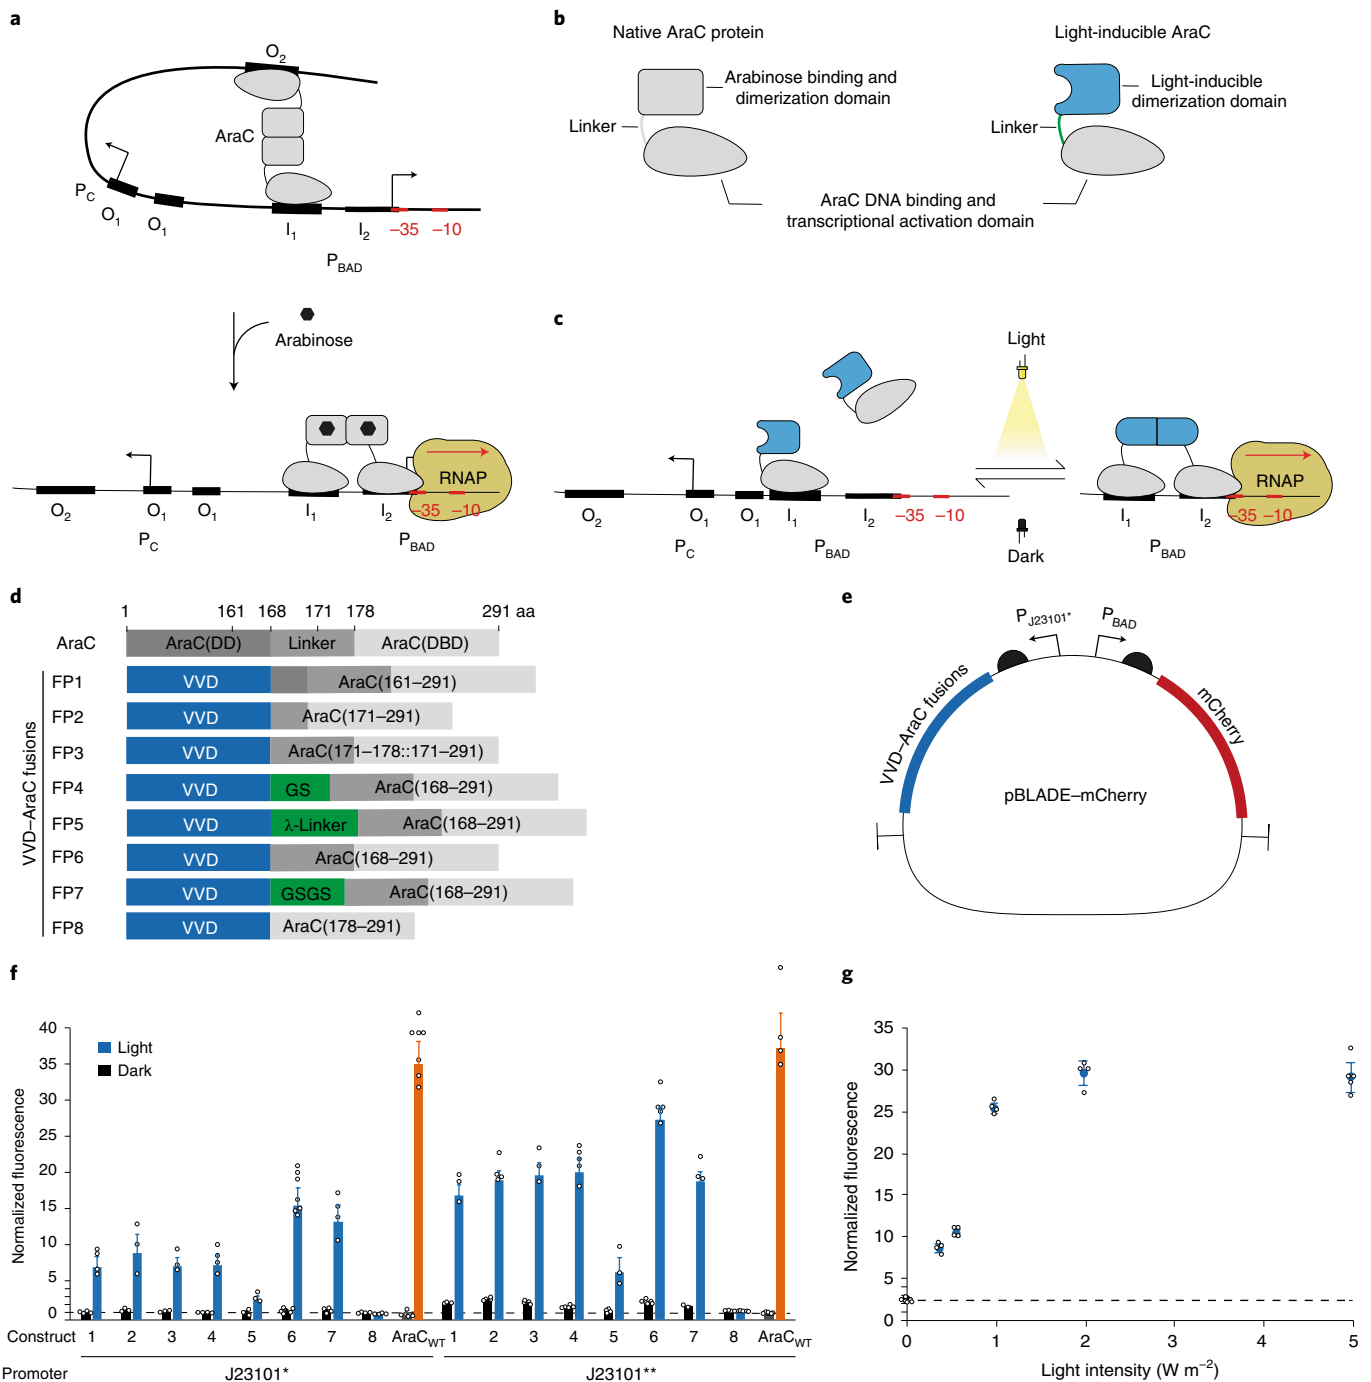 a
O2
AraC
PC
O1
O1
I1
I2
−35 −10
PBAD
Arabinose
RNAP
O2
O1
O1
I1
I2
−35 −10
PC
PBAD
b
Native AraC protein
Light-inducible AraC
Arabinose binding and
dimerization domain
Light-inducible
dimerization domain
Linker
Linker
AraC DNA binding and
transcriptional activation domain
c
Light
Dark
RNAP
O2
O1
O1
I1
I2
−35 −10
PC
PBAD
I1
I2
−35 −10
PBAD
d
1 161 168 171 178 291 aa
AraC AraC(DD) Linker AraC(DBD)
VVD–AraC fusions
FP1 VVD AraC(161–291)
FP2 VVD AraC(171–291)
FP3 VVD AraC(171–178::171–291)
FP4 VVD GS AraC(168–291)
FP5 VVD λ-Linker AraC(168–291)
FP6 VVD AraC(168–291)
FP7 VVD GSGS AraC(168–291)
FP8 VVD AraC(178–291)
e
PJ23101*
PBAD
VVD–AraC fusions
mCherry
pBLADE–mCherry
f
Normalized fluorescence
40
35
30
25
20
15
10
5
0
Light
Dark
Construct 1 2 3 4 5 6 7 8 AraCWT 1 2 3 4 5 6 7 8 AraCWT
Promoter J23101* J23101**
g
Normalized fluorescence
35
30
25
20
15
10
5
0
0 1 2 3 4 5
Light intensity (W m−2)